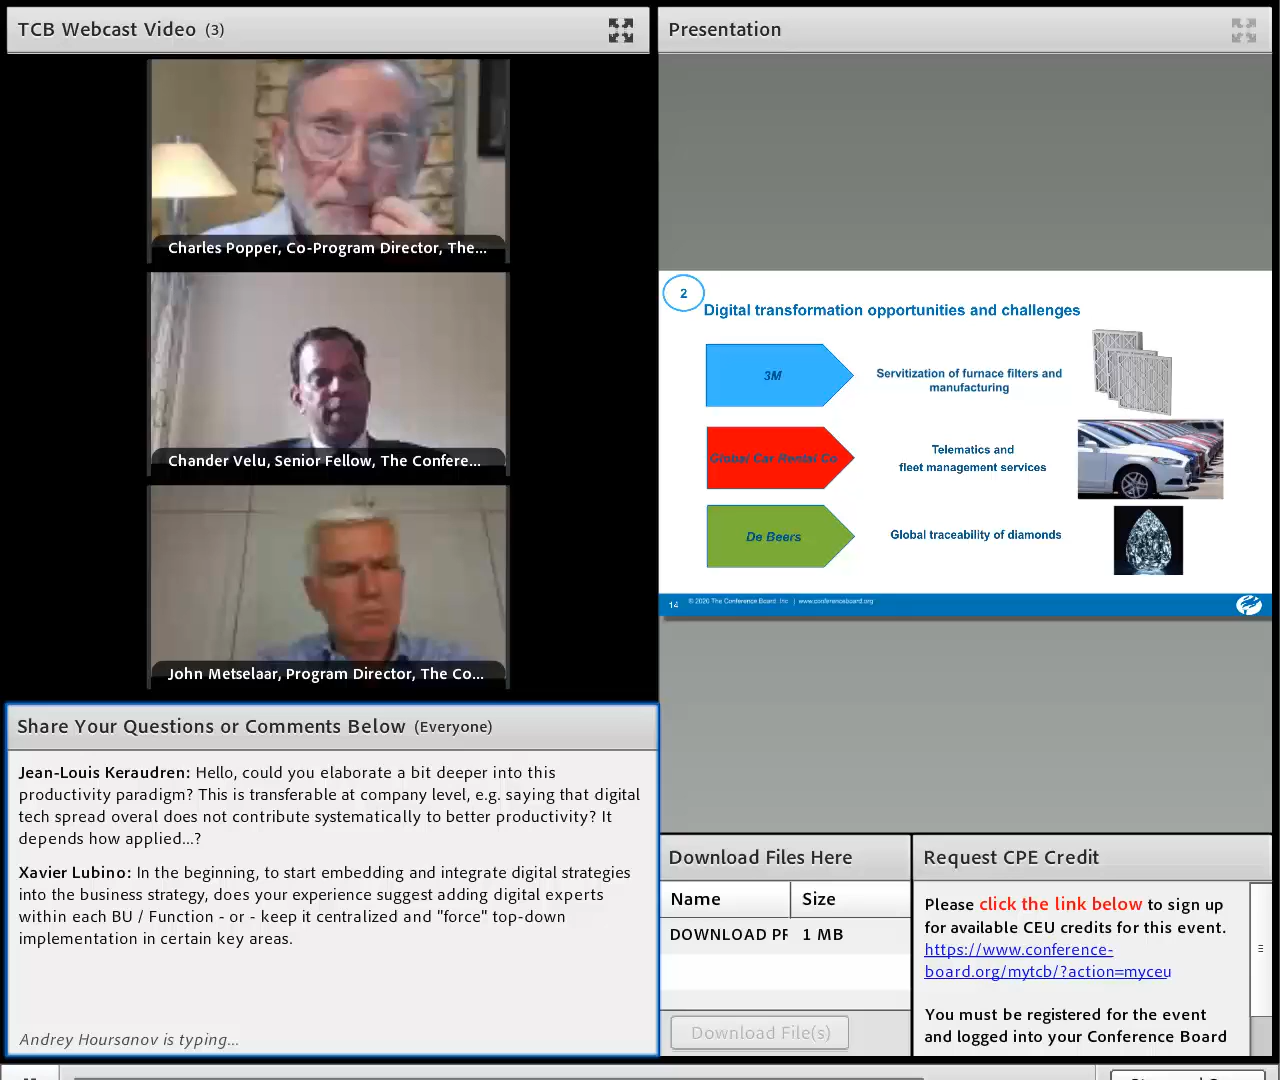 TCB Webcast Video (3)
Charles Popper, Co-Program Director, The...
Chander Velu, Senior Fellow, The Confere...
John Metselaar, Program Director, The Co...
Share Your Questions or Comments Below (Everyone)
Jean-Louis Keraudren: Hello, could you elaborate a bit deeper into this
productivity paradigm? This is transferable at company level, e.g. saying that digital
tech spread overal does not contribute systematically to better productivity? It
depends how applied...?
Xavier Lubino: In the beginning, to start embedding and integrate digital strategies
into the business strategy, does your experience suggest adding digital experts
within each BU / Function - or - keep it centralized and "force" top-down
implementation in certain key areas.
Andrey Hoursanov is typing...
Presentation
2
Digital transformation opportunities and challenges
3M
Servitization of furnace filters and
manufacturing
Global Car Rental Co
Telematics and
fleet management services
De Beers
Global traceability of diamonds
14 © 2020 The Conference Board, Inc. | www.conferenceboard.org
Download Files Here
Name Size
DOWNLOAD PR 1 MB
Download File(s)
Request CPE Credit
Please click the link below to sign up
for available CEU credits for this event.
https://www.conference-
board.org/mytcb/?action=myceu
You must be registered for the event
and logged into your Conference Board